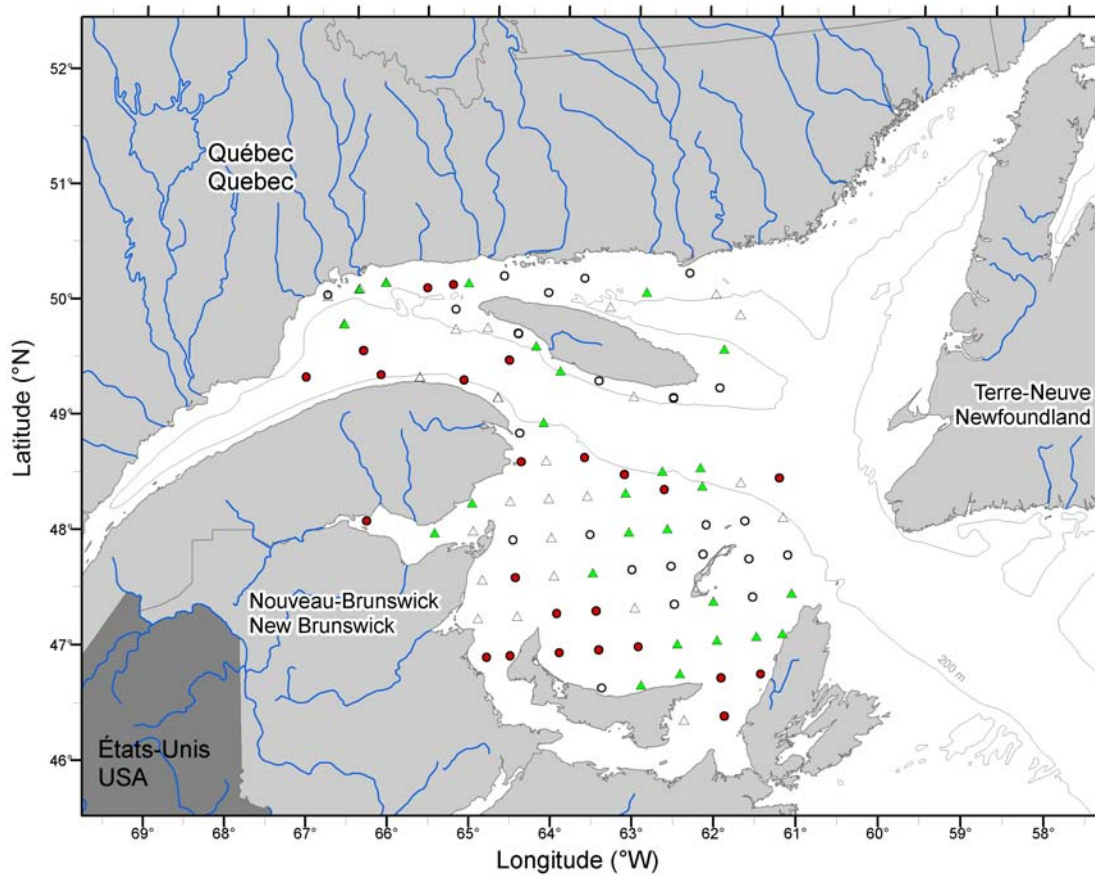 52°
51°
50°
49°
48°
47°
46°
Latitude (°N)
Québec
Quebec
Terre-Neuve
Newfoundland
Nouveau-Brunswick
New Brunswick
200 m
États-Unis
USA
69°
68°
67°
66°
65°
64°
63°
62°
61°
60°
59°
58°
Longitude (°W)